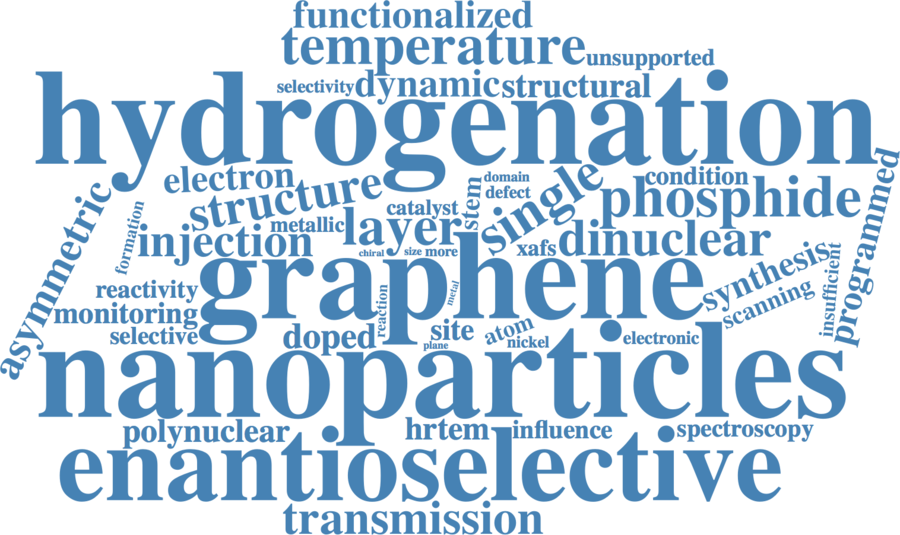 functionalized
temperature
unsupported
selectivity
dynamic
structural
hydrogenation
asymmetric
formation
electron
structure
metallic
injection
catalyst
layer
chiral
size
more
stem
domain
defect
single
condition
phosphide
xafs
dinuclear
programmed
graphene
reactivity
monitoring
selective
doped
reaction
metal
site
plane
atom
nickel
electronic
synthesis
scanning
insufficient
nanoparticles
polynuclear
hrtem
influence
spectroscopy
enantioselective
transmission